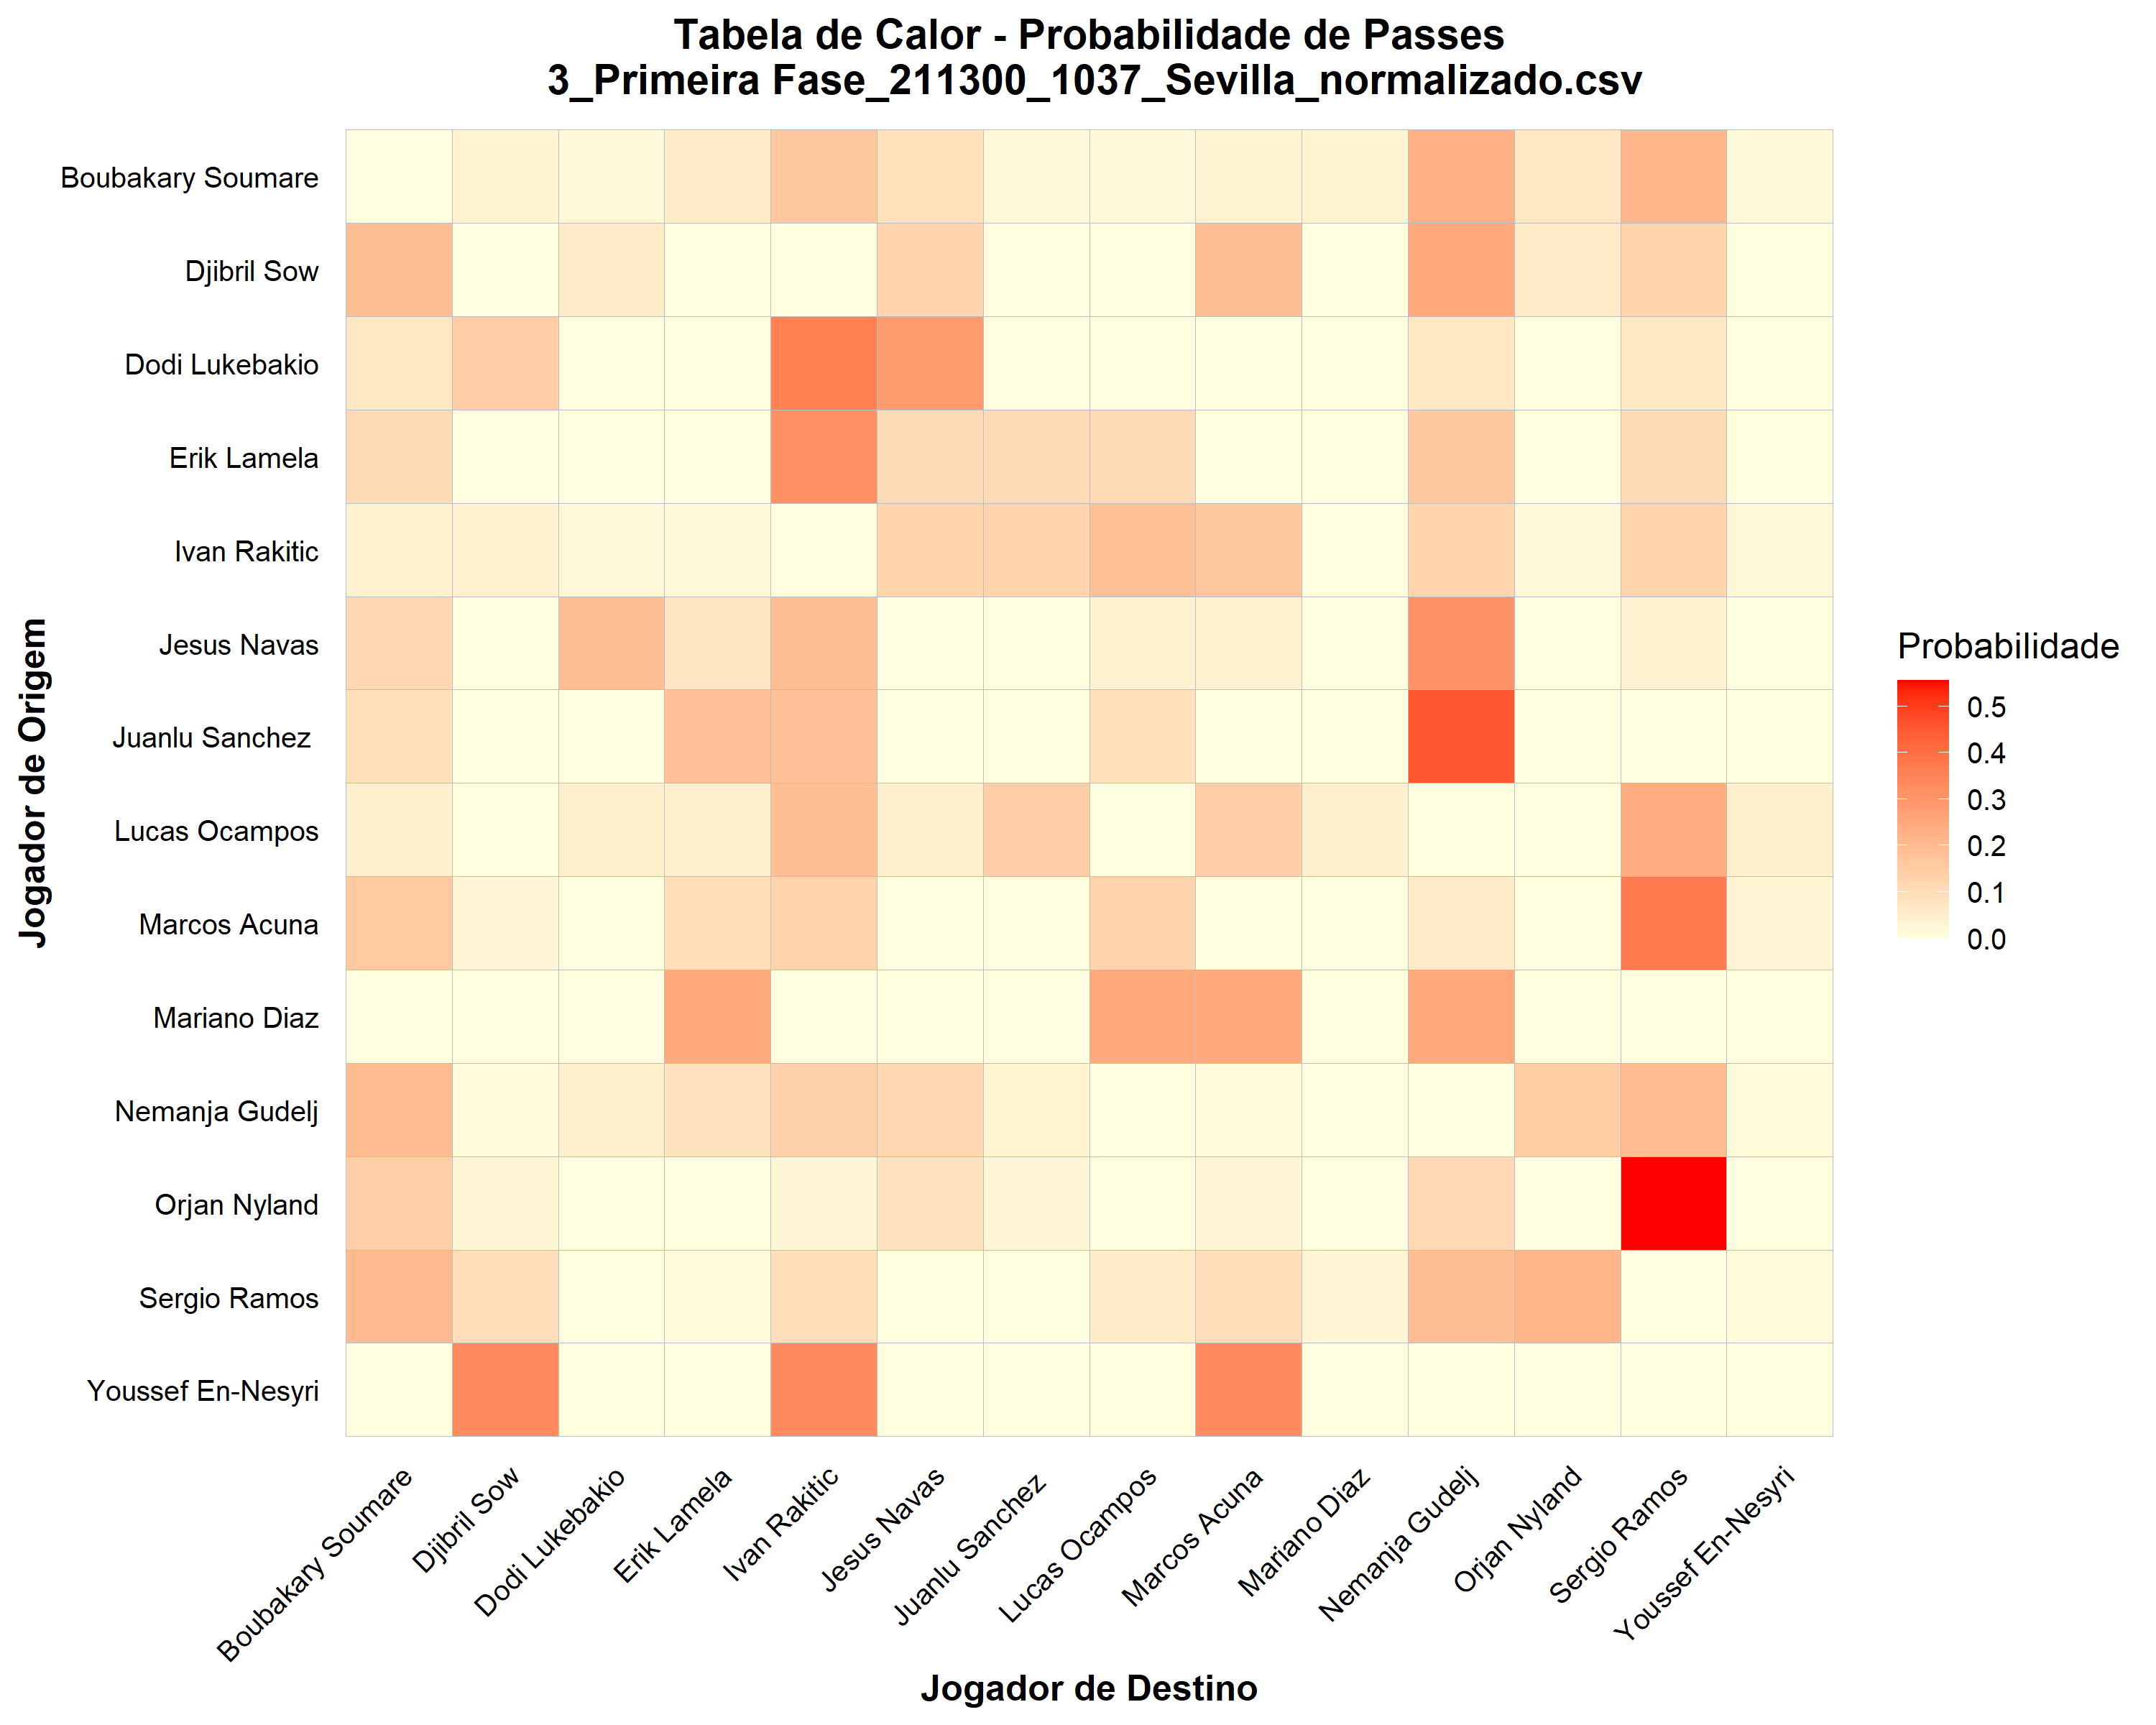 Tabela de Calor - Probabilidade de Passes
3_Primeira Fase_211300_1037_Sevilla_normalizado.csv
Jogador de Origem
Boubakary Soumare
Djibril Sow
Dodi Lukebakio
Erik Lamela
Ivan Rakitic
Jesus Navas
Juanlu Sanchez
Lucas Ocampos
Marcos Acuna
Mariano Diaz
Nemanja Gudelj
Orjan Nyland
Sergio Ramos
Youssef En-Nesyri
Boubakary Soumare
Djibril Sow
Dodi Lukebakio
Erik Lamela
Ivan Rakitic
Jesus Navas
Juanlu Sanchez
Lucas Ocampos
Marcos Acuna
Mariano Diaz
Nemanja Gudelj
Orjan Nyland
Sergio Ramos
Youssef En-Nesyri
Jogador de Destino
Probabilidade
0.5
0.4
0.3
0.2
0.1
0.0